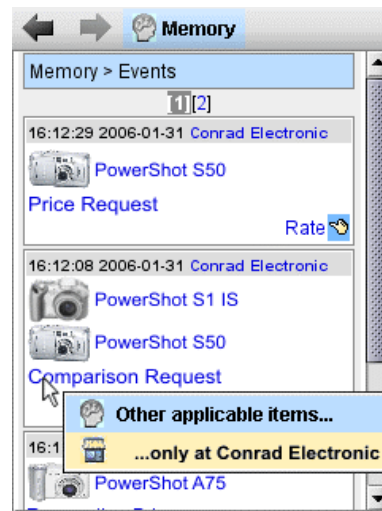 Memory
Memory > Events
[1][2]
16:12:29 2006-01-31 Conrad Electronic
PowerShot S50
Price Request
Rate
16:12:08 2006-01-31 Conrad Electronic
PowerShot S1 IS
PowerShot S50
Comparison Request
Other applicable items...
16:1
...only at Conrad Electronic
PowerShot A75